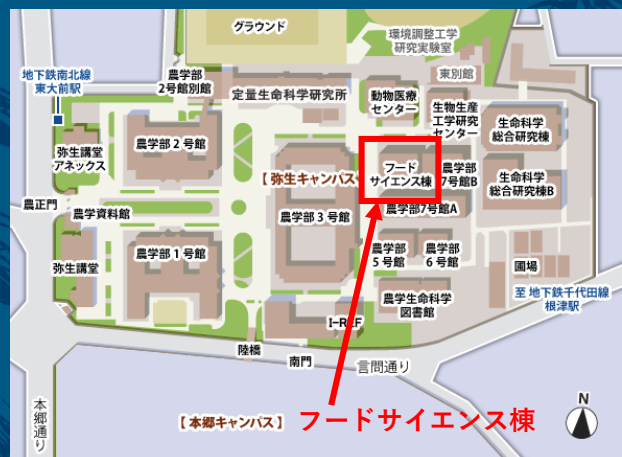 グラウンド
環境調整工学
研究実験室
地下鉄南北線
東大前駅
農学部
2号館別館
定量生命科学研究所
動物医療
センター
東別館
生物生産
工学研究
センター
生命科学
総合研究棟
弥生講堂
アネックス
農学部2号館
【弥生キャンパス】
フード
サイエンス棟
農学部
7号館B
生命科学
総合研究棟B
農正門
農学資料館
農学部3号館
農学部7号館A
弥生講堂
農学部1号館
農学部
5号館
農学部
6号館
圃場
農学生命科学
図書館
至 地下鉄千代田線
根津駅
I-REF
陸橋
南門
言問通り
本郷通り
【本郷キャンパス】
フードサイエンス棟
N